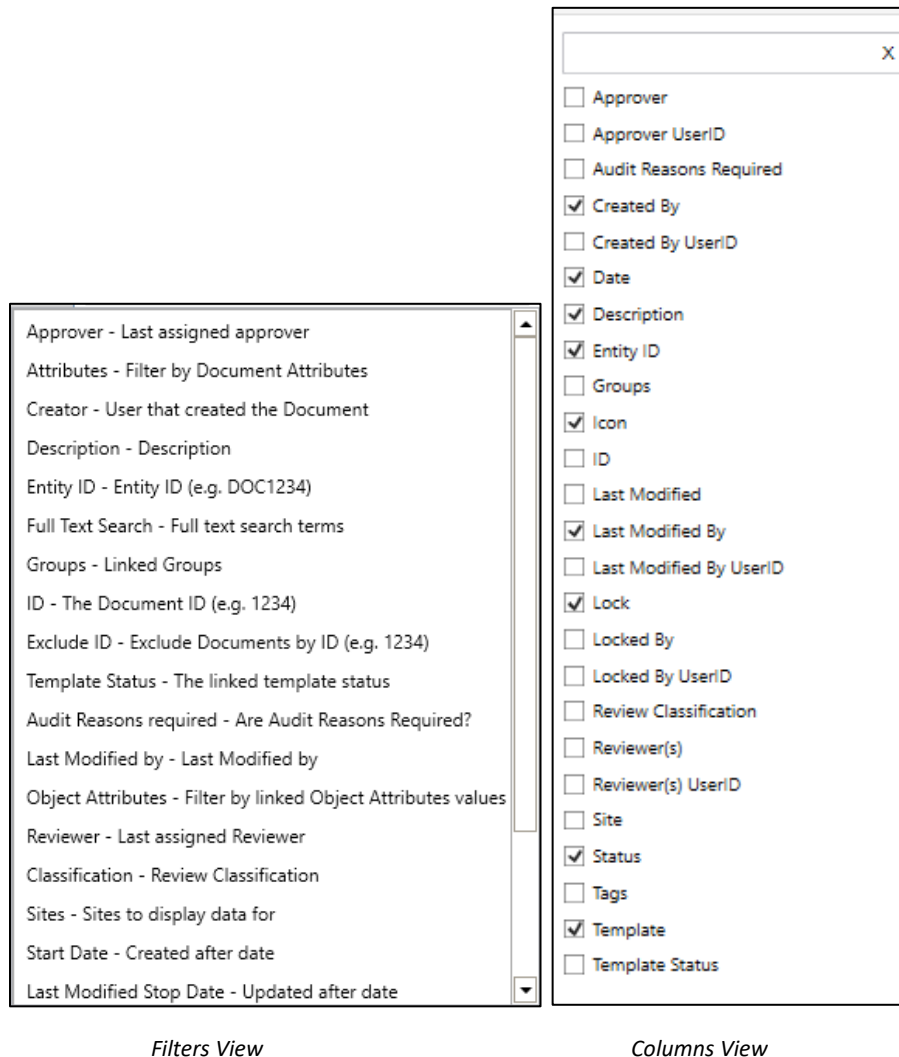 Approver - Last assigned approver
Attributes - Filter by Document Attributes
Creator - User that created the Document
Description - Description
Entity ID - Entity ID (e.g. DOC1234)
Full Text Search - Full text search terms
Groups - Linked Groups
ID - The Document ID (e.g. 1234)
Exclude ID - Exclude Documents by ID (e.g. 1234)
Template Status - The linked template status
Audit Reasons required - Are Audit Reasons Required?
Last Modified by - Last Modified by
Object Attributes - Filter by linked Object Attributes values
Reviewer - Last assigned Reviewer
Classification - Review Classification
Sites - Sites to display data for
Start Date - Created after date
Last Modified Stop Date - Updated after date
Filters View
X
Approver
Approver UserID
Audit Reasons Required
Created By
Created By UserID
Date
Description
Entity ID
Groups
Icon
ID
Last Modified
Last Modified By
Last Modified By UserID
Lock
Locked By
Locked By UserID
Review Classification
Reviewer(s)
Reviewer(s) UserID
Site
Status
Tags
Template
Template Status
Columns View